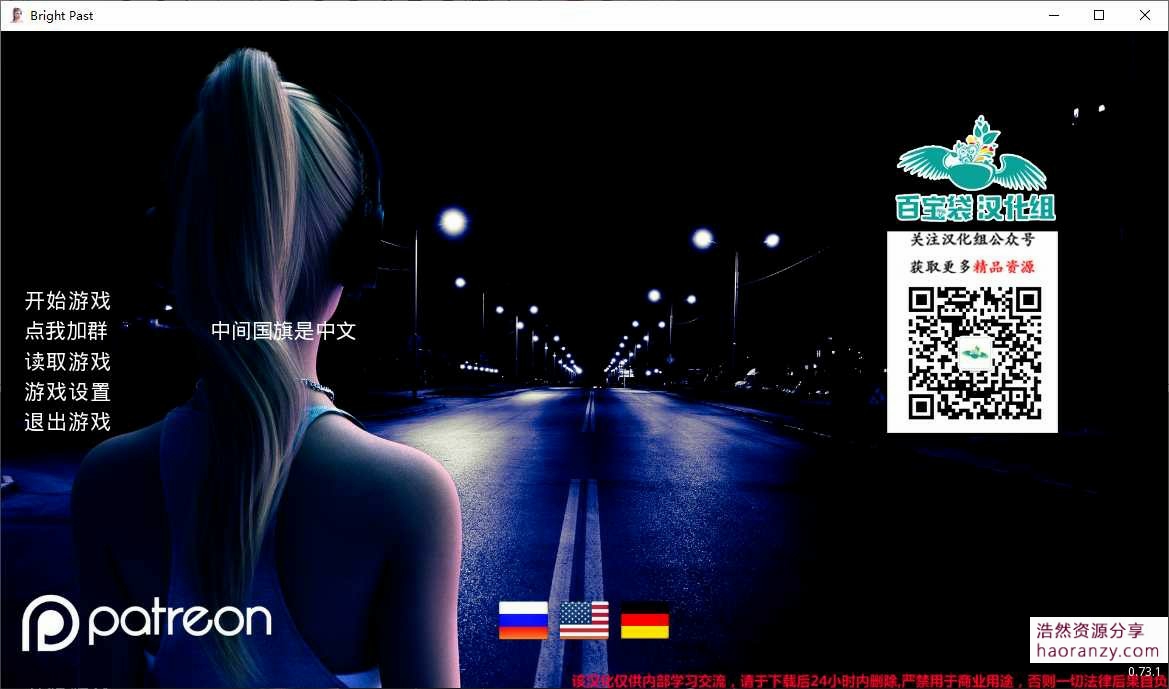 Bright Past
百宝袋 汉化组
关注汉化组公众号
获取更多精品资源
开始游戏
点我加群
中间国旗是中文
读取游戏
游戏设置
退出游戏
patreon
浩然资源分享
haoranzy.com
0.73.1
该汉化仅供内部学习交流，请于下载后24小时内删除,严禁用于商业用途，否则一切法律后果自负